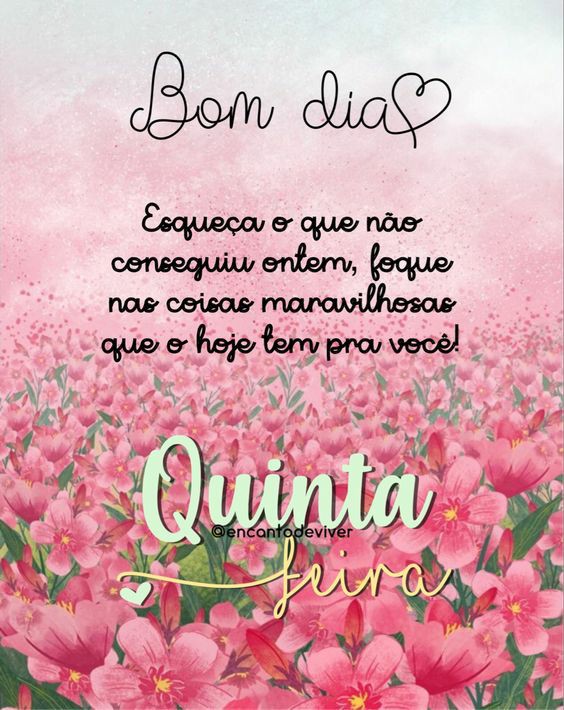 Bom dia
Esqueça o que não
conseguiu ontem, foque
nas coisas maravilhosas
que o hoje tem pra você!
Quinta
@encantodeviver
feira